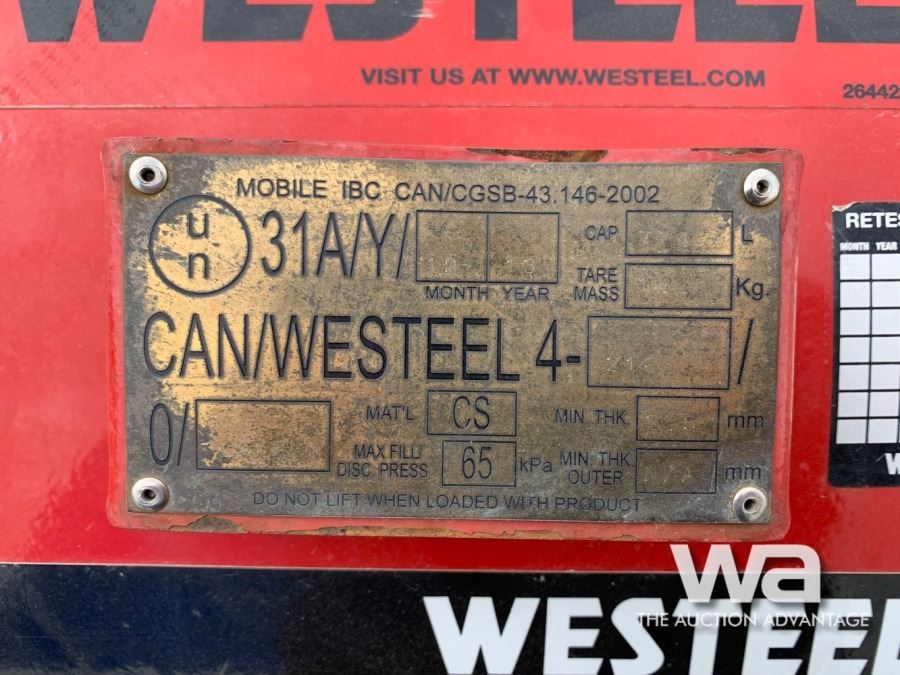 WESTEEL
VISIT US AT WWW.WESTEEL.COM
26442
MOBILE IBC CAN/CGSB-43.146-2002
un 31A/Y/
MONTH YEAR
CAP L
TARE MASS Kg.
CAN/WESTEEL 4- /
0/
MAT'L CS
MIN. THK. mm
MAX FILL/
DISC. PRESS 65 kPa
MIN. THK.
OUTER mm
DO NOT LIFT WHEN LOADED WITH PRODUCT
RETES
MONTH YEAR
W
wa
THE AUCTION ADVANTAGE
WESTEEL